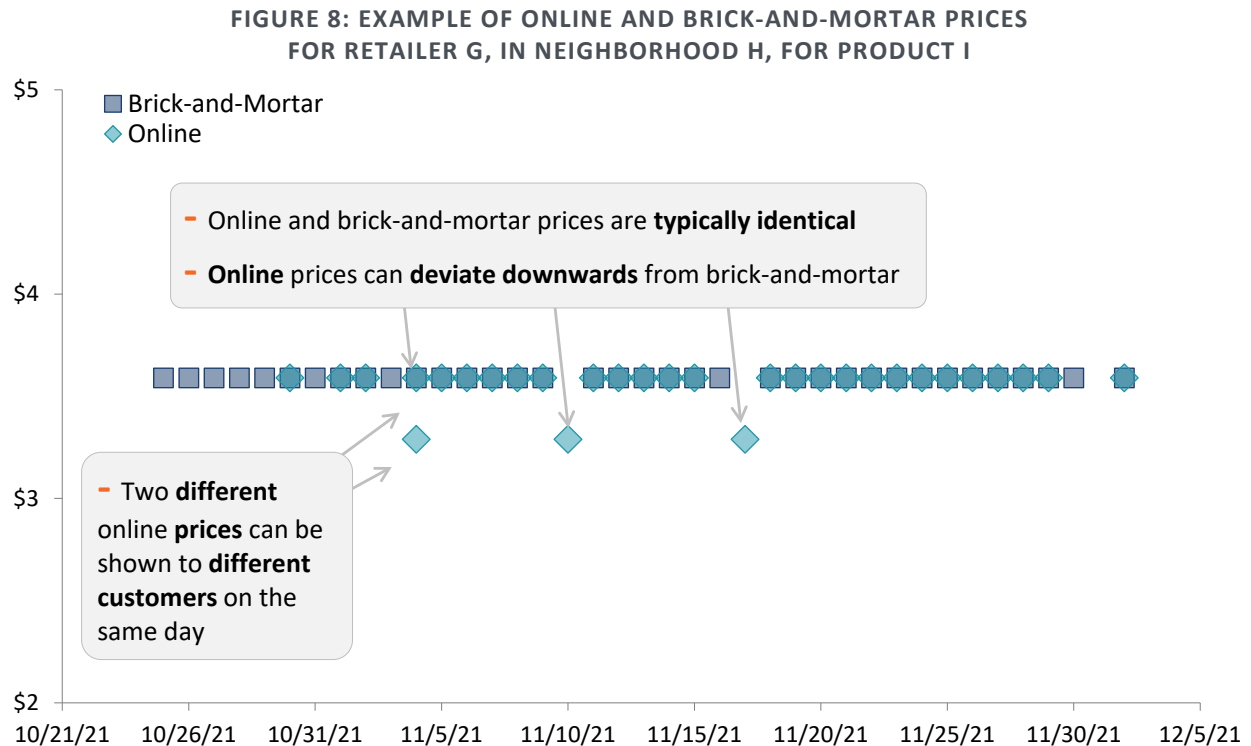 FIGURE 8: EXAMPLE OF ONLINE AND BRICK-AND-MORTAR PRICES
FOR RETAILER G, IN NEIGHBORHOOD H, FOR PRODUCT I
$5
Brick-and-Mortar
Online
- Online and brick-and-mortar prices are typically identical
- Online prices can deviate downwards from brick-and-mortar
$4
- Two different
online prices can be
shown to different
customers on the
same day
$3
$2
10/21/21 10/26/21 10/31/21 11/5/21 11/10/21 11/15/21 11/20/21 11/25/21 11/30/21 12/5/21